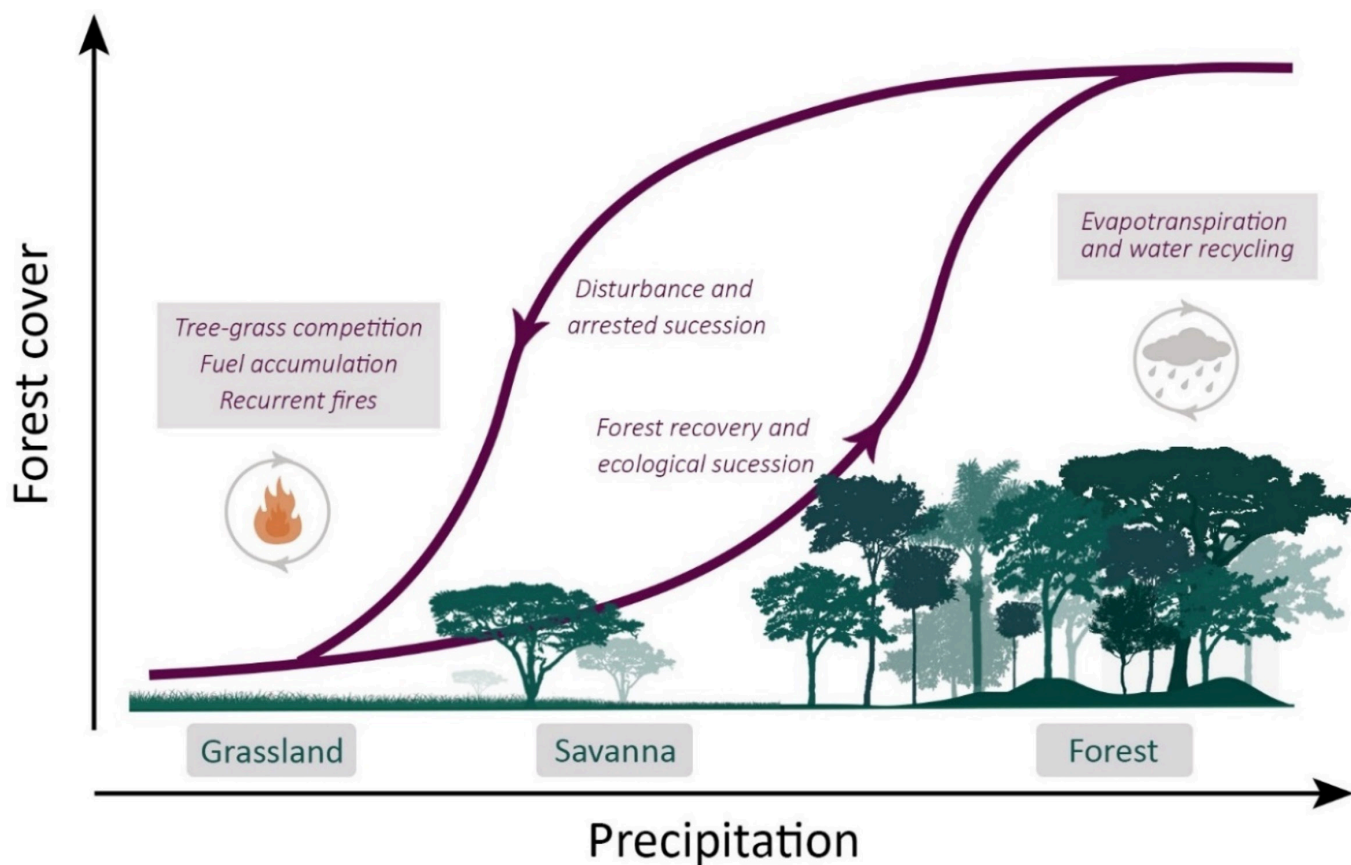 Forest cover
Tree-grass competition
Fuel accumulation
Recurrent fires
Disturbance and
arrested sucession
Forest recovery and
ecological sucession
Evapotranspiration
and water recycling
Grassland
Savanna
Forest
Precipitation